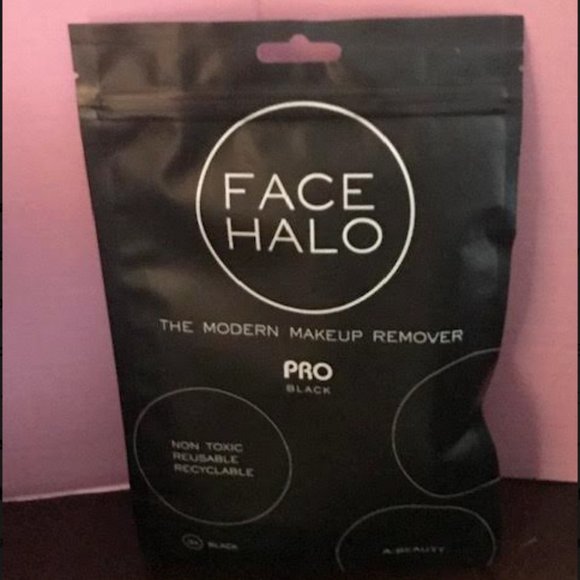 FACE
HALO
THE MODERN MAKEUP REMOVER
PRO
BLACK
NON TOXIC
REUSABLE
RECYCLABLE
BLACK
A-BEAUTY